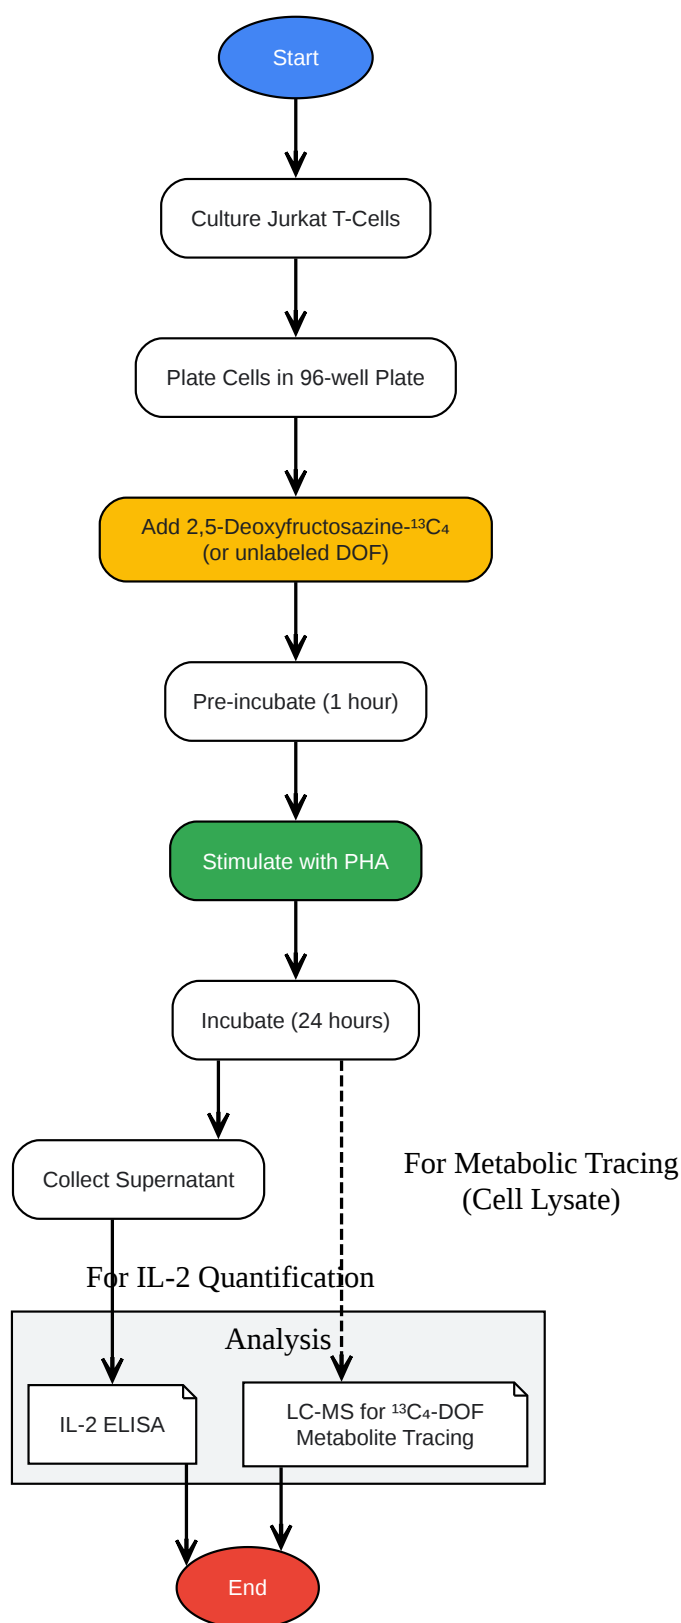 Start
Culture Jurkat T-Cells
Plate Cells in 96-well Plate
Add 2,5-Deoxyfructosazine-¹³C₄
(or unlabeled DOF)
Pre-incubate (1 hour)
Stimulate with PHA
Incubate (24 hours)
Collect Supernatant
For Metabolic Tracing
(Cell Lysate)
For IL-2 Quantification
Analysis
IL-2 ELISA
LC-MS for ¹³C₄-DOF
Metabolite Tracing
End